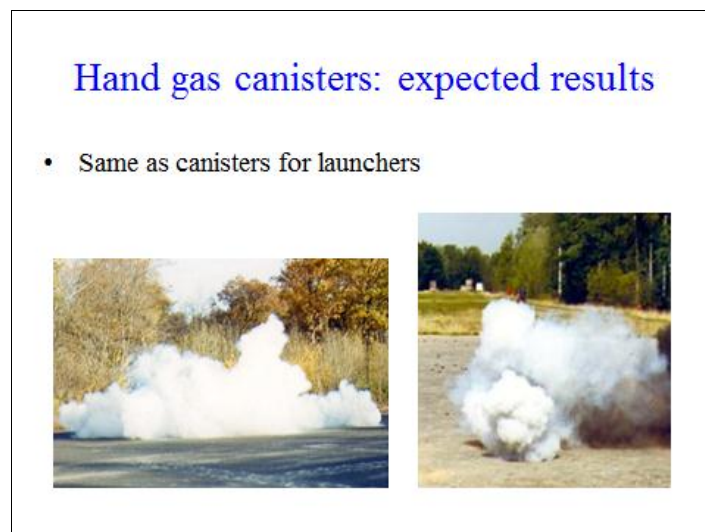 Hand gas canisters: expected results
• Same as canisters for launchers